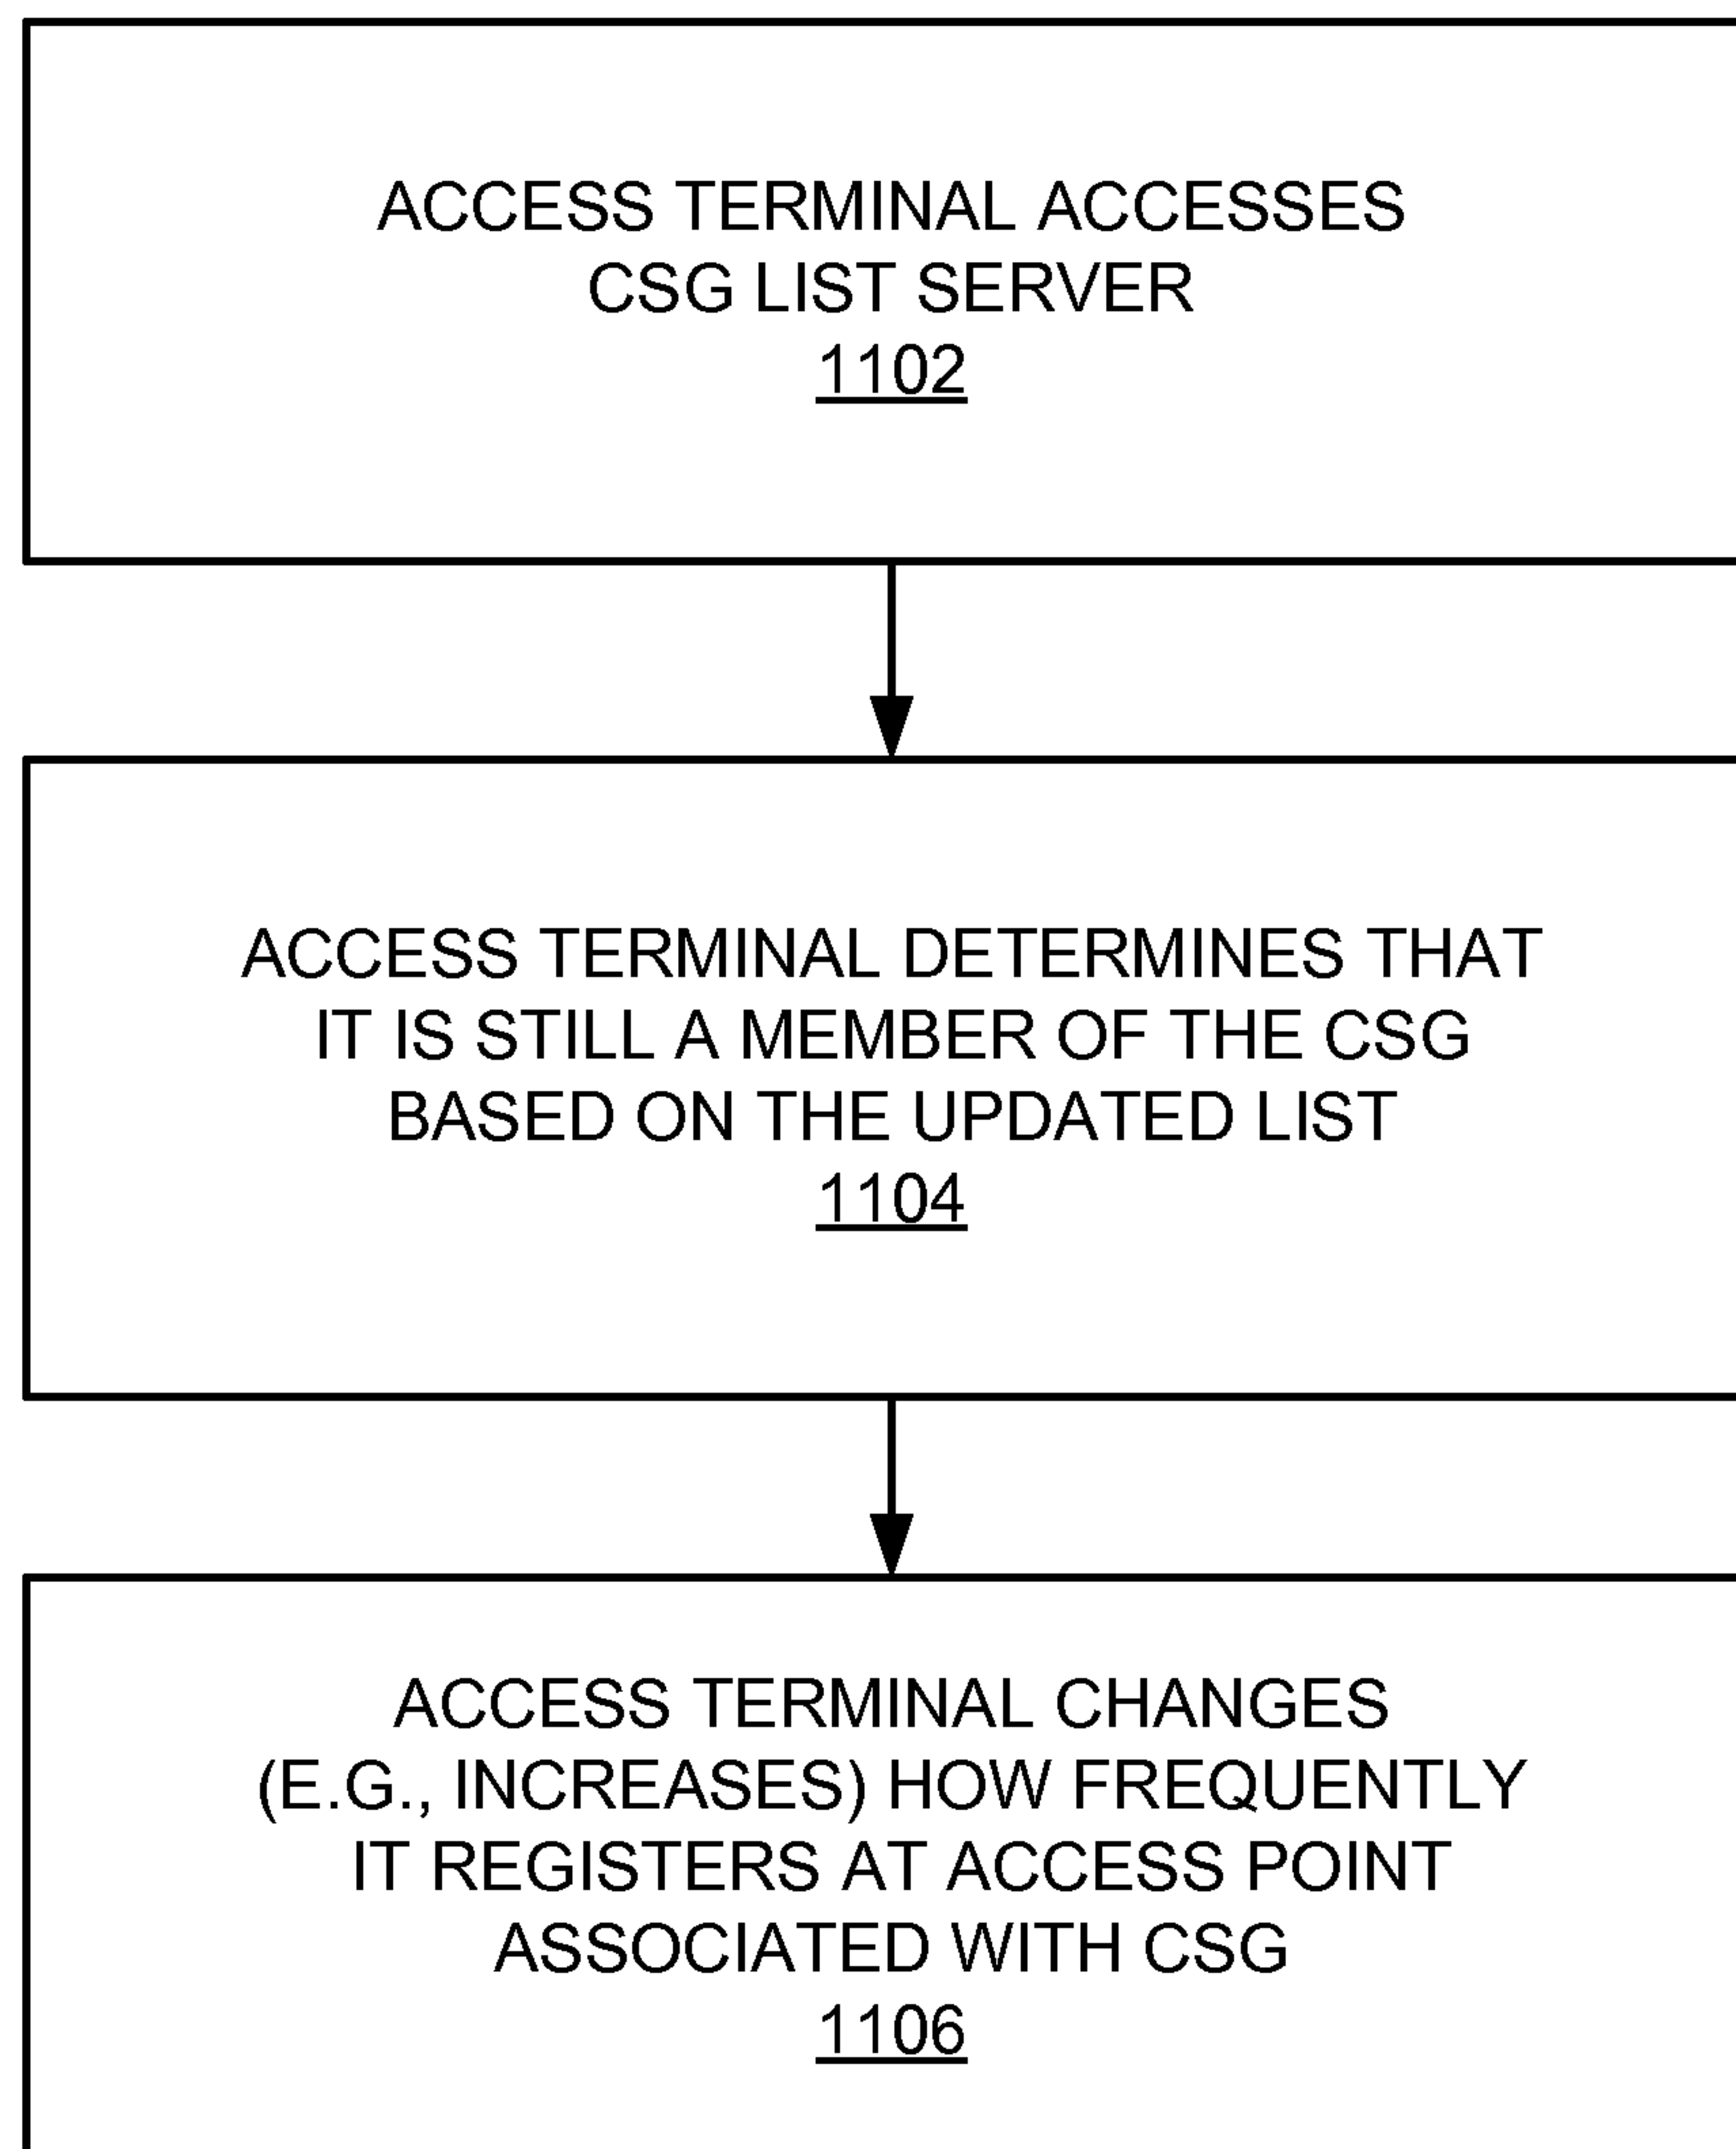 ACCESS TERMINAL ACCESSES
CSG LIST SERVER
1102
ACCESS TERMINAL DETERMINES THAT
IT IS STILL A MEMBER OF THE CSG
BASED ON THE UPDATED LIST
1104
ACCESS TERMINAL CHANGES
(E.G., INCREASES) HOW FREQUENTLY
IT REGISTERS AT ACCESS POINT
ASSOCIATED WITH CSG
1106